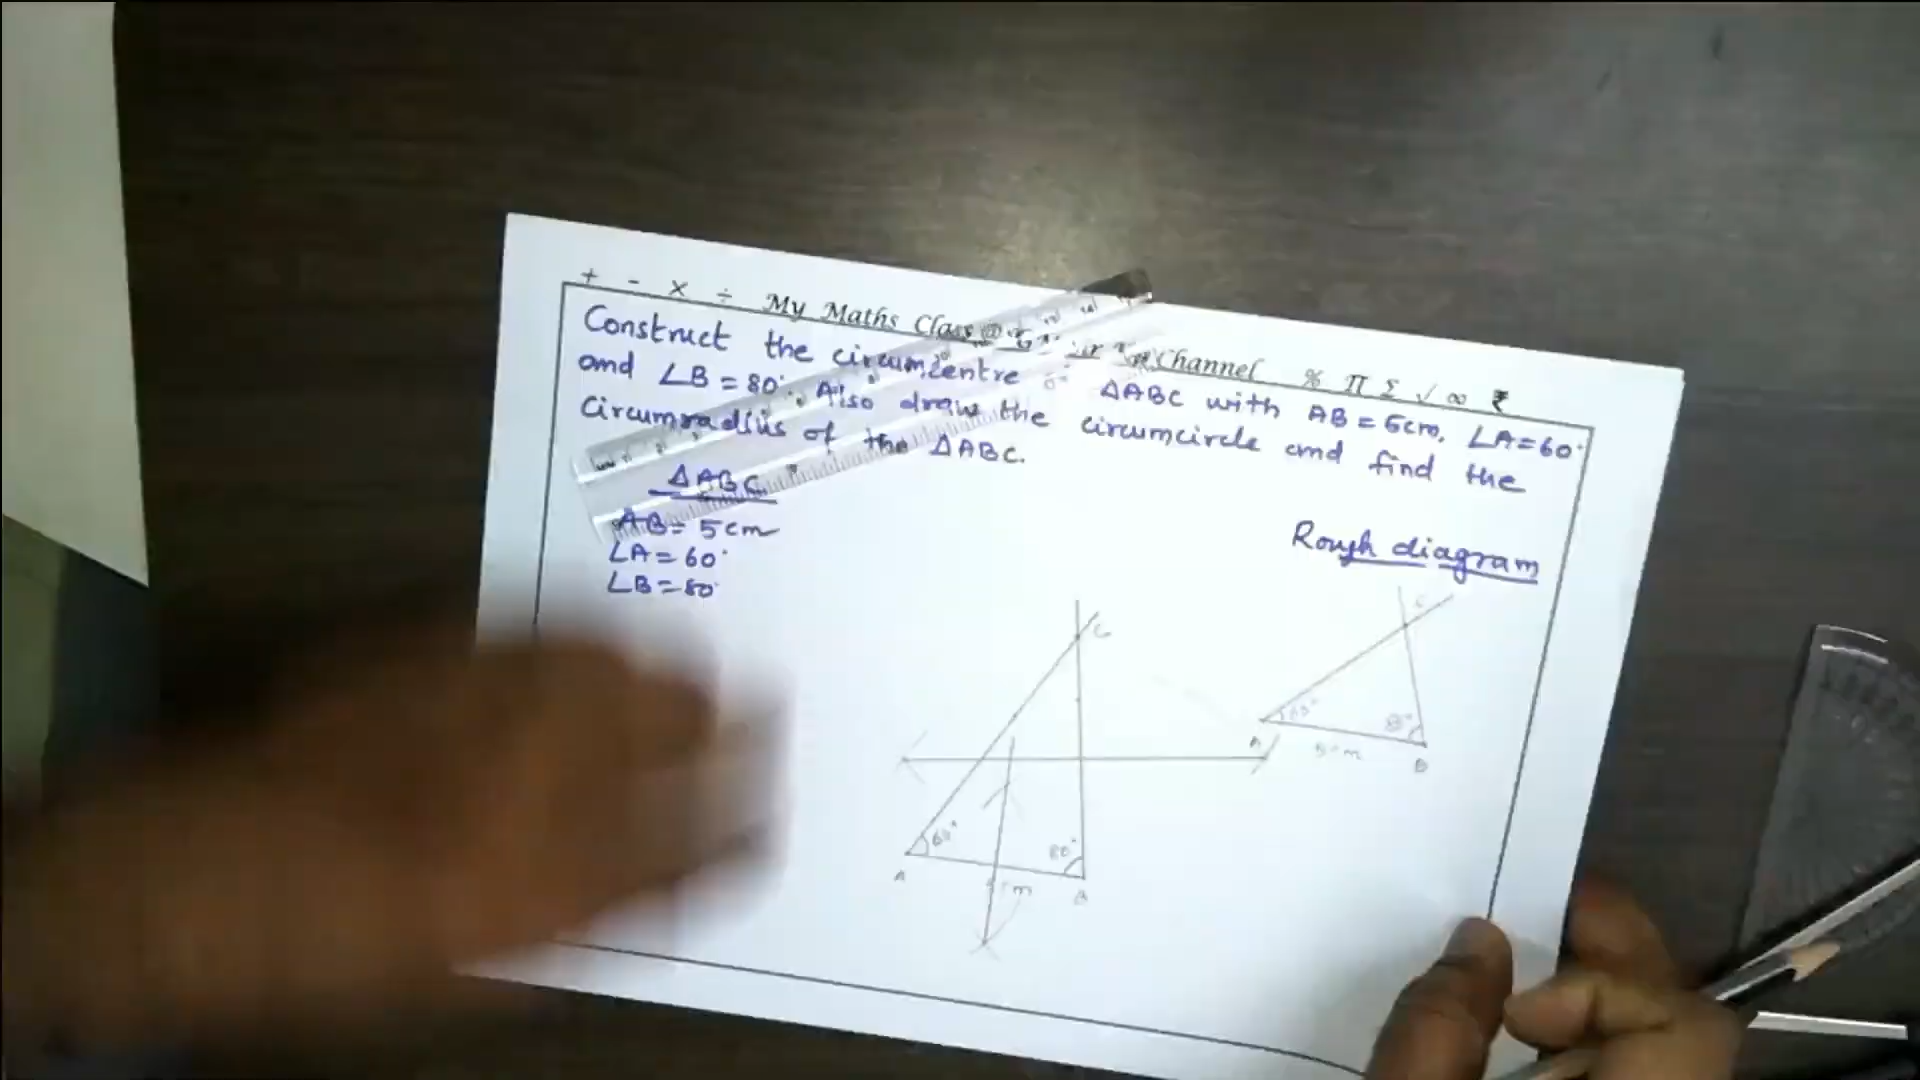 + - × ÷ My Maths Class @ Channel % Π Σ √ ∞ ₹
Construct the circumcentre of ΔABC with AB = 5cm, ∠A=60°
and ∠B = 80°. Also draw the circumcircle and find the
Circumradius of the ΔABC.
ΔABC
AB = 5cm
∠A = 60°
∠B = 80°
Rough diagram
C
60°
80°
A
5cm
B
C
60°
80°
A
B